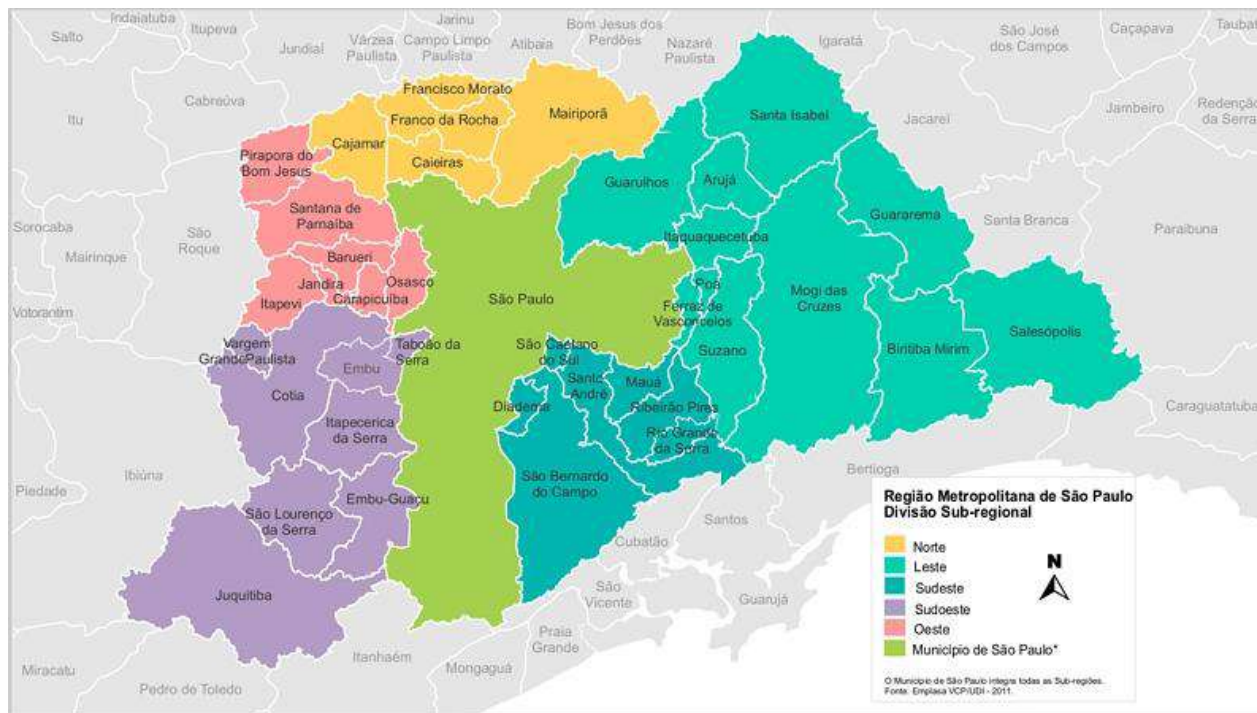 Indaiatuba
Salto
Itupeva
Jundiaí
Várzea
Paulista
Jarinu
Campo Limpo
Paulista
Atibaia
Bom Jesus dos
Perdões
Nazaré
Paulista
Igaratá
São José
dos Campos
Caçapava
Taubat
Itu
Cabreúva
Francisco Morato
Franco da Rocha
Mairiporã
Cajamar
Caieiras
Santa Isabel
Jacareí
Jambeiro
Redenção
da Serra
Pirapora do
Bom Jesus
Guarulhos
Arujá
Santana de
Parnaíba
Guararema
Santa Branca
Sorocaba
Mairinque
São
Roque
Itaquaquecetuba
Paraibuna
Barueri
Jandira
Osasco
Itapevi
Carapicuíba
São Paulo
Poá
Ferraz de
Vasconcelos
Mogi das
Cruzes
Votorantim
Salesópolis
Vargem
Grande Paulista
Taboão da
Serra
São Caetano
do Sul
Suzano
Biritiba Mirim
Embu
Cotia
Santo
André
Mauá
Diadema
Ribeirão Pires
Caraguatatuba
Itapecerica
da Serra
Rio Grande
da Serra
Ibiúna
Piedade
São Bernardo
do Campo
Bertioga
Embu-Guaçu
São Lourenço
da Serra
Santos
Cubatão
São
Vicente
Guarujá
Juquitiba
Praia
Grande
Itanhaém
Mongaguá
Miracatu
Pedro de Toledo
Região Metropolitana de São Paulo
Divisão Sub-regional
Norte
Leste
Sudeste
Sudoeste
Oeste
Município de São Paulo*
N
O Município de São Paulo integra todas as Sub-regiões.
Fonte: Emplasa VCP/UDI - 2011.